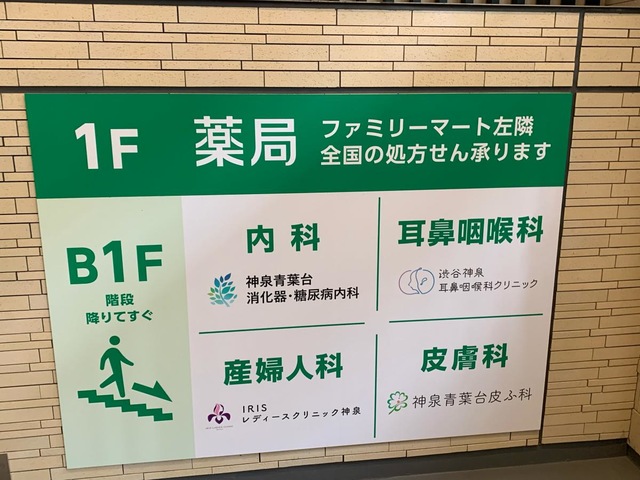 1F
薬局
ファミリーマート左隣
全国の処方せん承ります
B1F
階段
降りてすぐ
内科
神泉青葉台
消化器・糖尿病内科
耳鼻咽喉科
渋谷神泉
耳鼻咽喉科クリニック
産婦人科
IRIS
レディースクリニック神泉
皮膚科
神泉青葉台皮ふ科